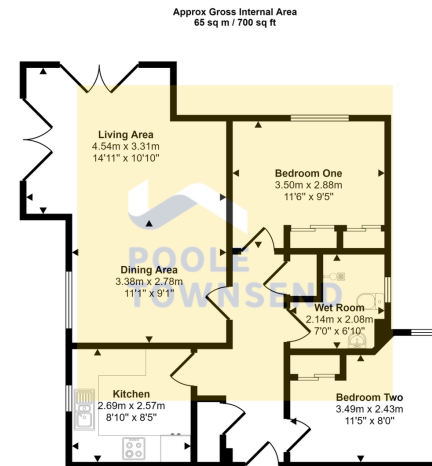 Approx Gross Internal Area
65 sq m / 700 sq ft
Living Area
4.54m x 3.31m
14'11" x 10'10"
Bedroom One
3.50m x 2.88m
11'6" x 9'5"
POOLE
TOWNSEND
Dining Area
3.38m x 2.78m
11'1" x 9'1"
Wet Room
2.14m x 2.08m
7'0" x 6'10"
Kitchen
2.69m x 2.57m
8'10" x 8'5"
Bedroom Two
3.49m x 2.43m
11'5" x 8'0"